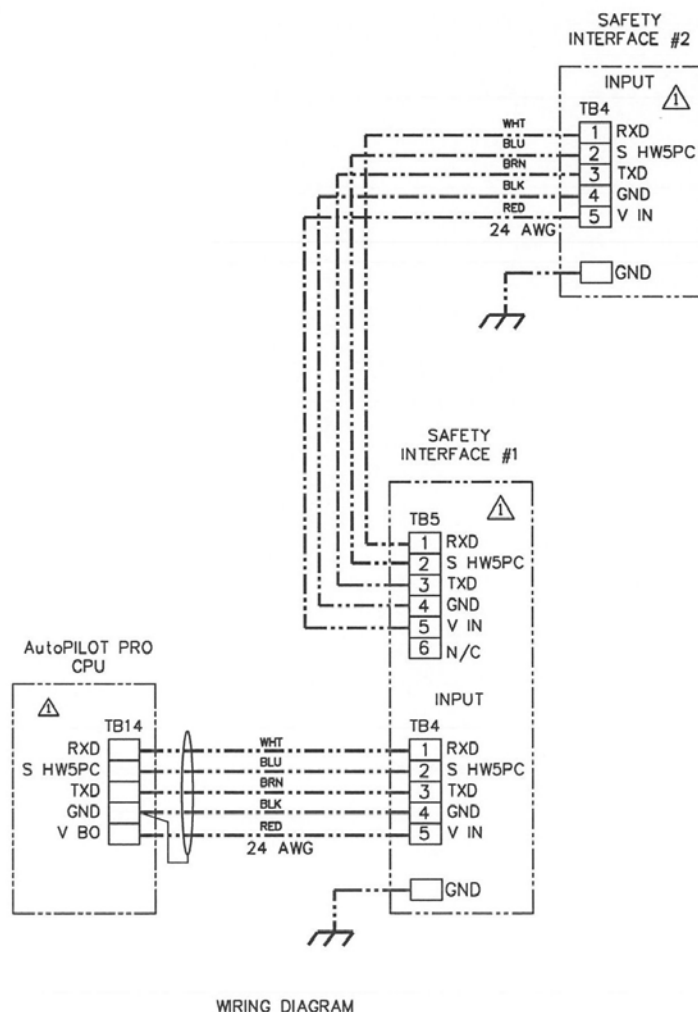 SAFETY
INTERFACE #2
INPUT
1
TB4
WHT 1 RXD
BLU 2 S HW5PC
BRN 3 TXD
BLK 4 GND
RED 5 V IN
24 AWG
GND
SAFETY
INTERFACE #1
1
TB5
1 RXD
2 S HW5PC
3 TXD
4 GND
5 V IN
6 N/C
AutoPILOT PRO
CPU
1
TB14
INPUT
TB4
RXD WHT 1 RXD
S HW5PC BLU 2 S HW5PC
TXD BRN 3 TXD
GND BLK 4 GND
V BO RED 5 V IN
24 AWG
GND
WIRING DIAGRAM